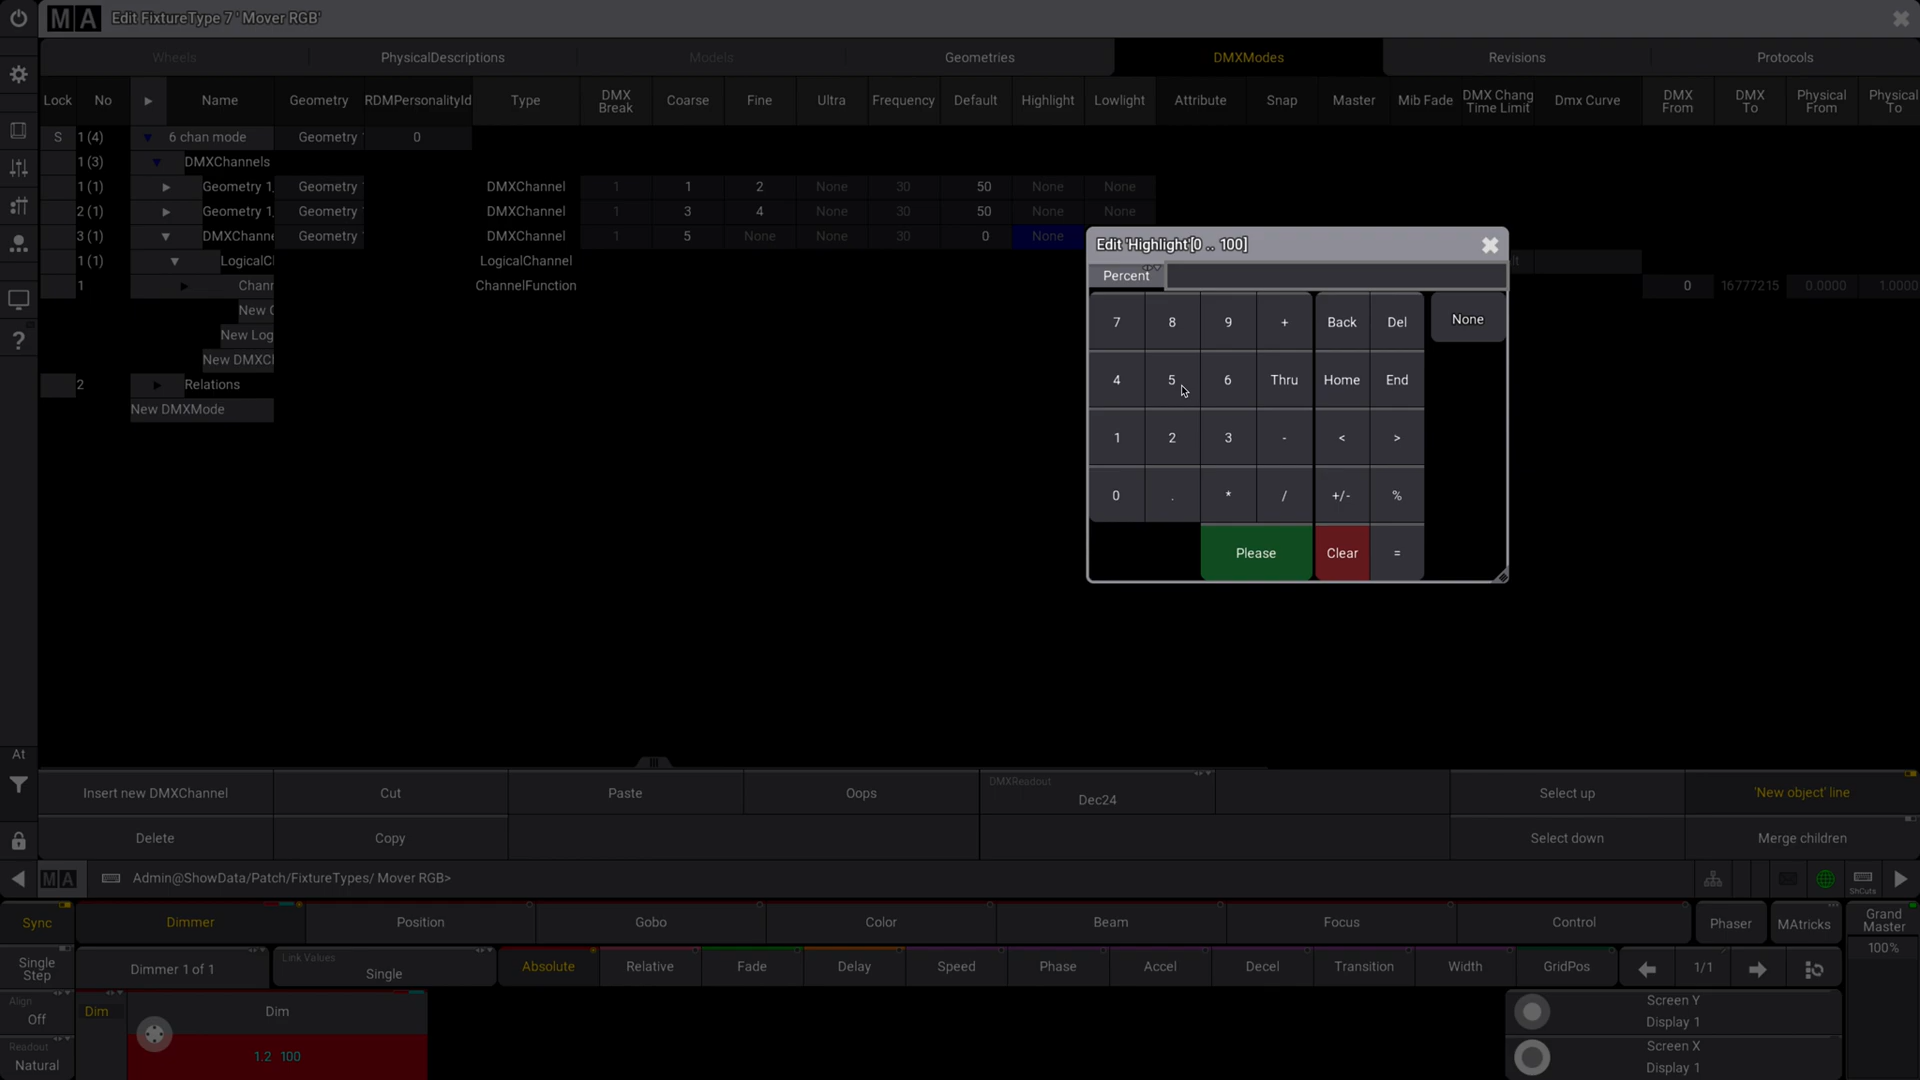 MA Edit FixtureType 7 ' Mover RGB'
Wheels PhysicalDescriptions Models Geometries DMXModes Revisions Protocols
Lock No Name Geometry RDMPersonalityId Type DMX Break Coarse Fine Ultra Frequency Default Highlight Lowlight Attribute Snap Master Mib Fade DMX Chang Time Limit Dmx Curve DMX From DMX To Physical From Physical To
S 1 (4) 6 chan mode Geometry 0
1 (3) DMXChannels
1 (1) Geometry 1 Geometry DMXChannel 1 1 2 None 30 50 None None
2 (1) Geometry 1 Geometry DMXChannel 1 3 4 None 30 50 None None
3 (1) DMXChanne Geometry DMXChannel 1 5 None None 30 0 None
1 (1) LogicalCl LogicalChannel
1 Chann ChannelFunction 0 16777215 0.0000 1.0000
New C
New Log
New DMXCl
2 Relations
New DMXMode
Edit 'Highlight'[0 .. 100]
Percent
7 8 9 + Back Del None
4 5 6 Thru Home End
1 2 3 - < >
0 . * / +/- %
Please Clear =
At
Insert new DMXChannel Cut Paste Oops DMXReadout Dec24 Select up 'New object' line
Delete Copy Select down Merge children
MA Admin@ShowData/Patch/FixtureTypes/ Mover RGB> ShCuts
Sync Dimmer Position Gobo Color Beam Focus Control Phaser MAtricks Grand Master
100%
Single Step Dimmer 1 of 1 Link Values Single Absolute Relative Fade Delay Speed Phase Accel Decel Transition Width GridPos 1/1
Align Off Dim Dim Screen Y Display 1
Readout Natural 1.2 100 Screen X Display 1